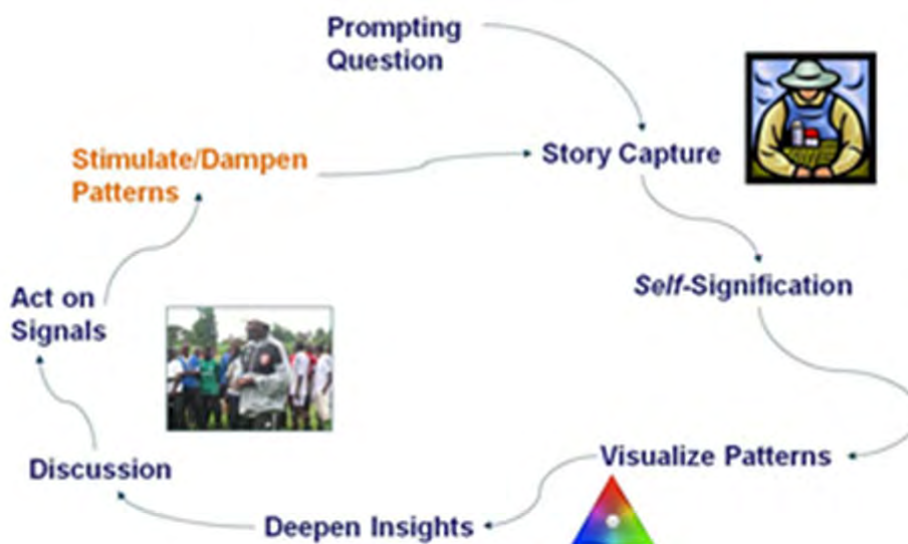 Prompting
Question
Story Capture
Stimulate/Dampen
Patterns
Self-Signification
Act on
Signals
Visualize Patterns
Discussion
Deepen Insights